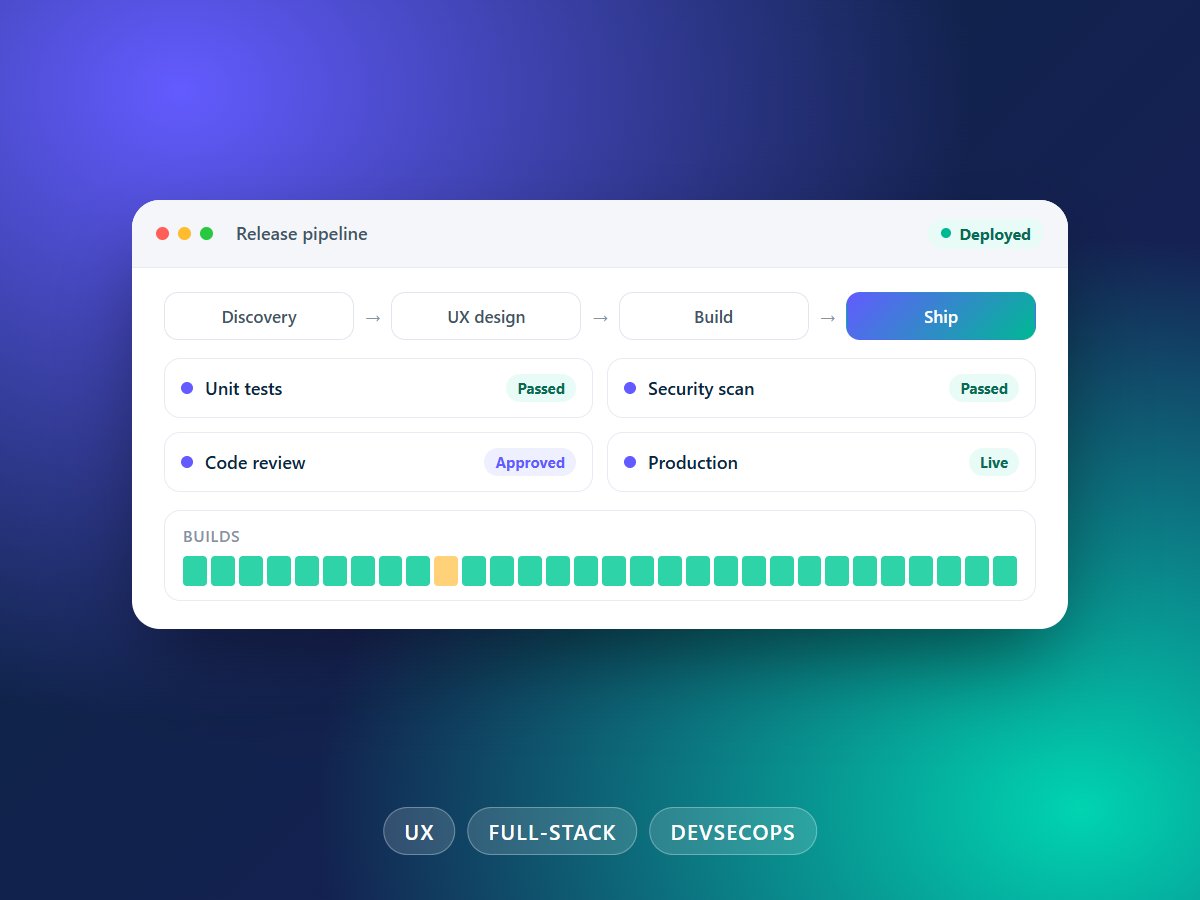 Release pipeline
Deployed
Discovery → UX design → Build → Ship
Unit tests Passed
Security scan Passed
Code review Approved
Production Live
BUILDS
UX FULL-STACK DEVSECOPS